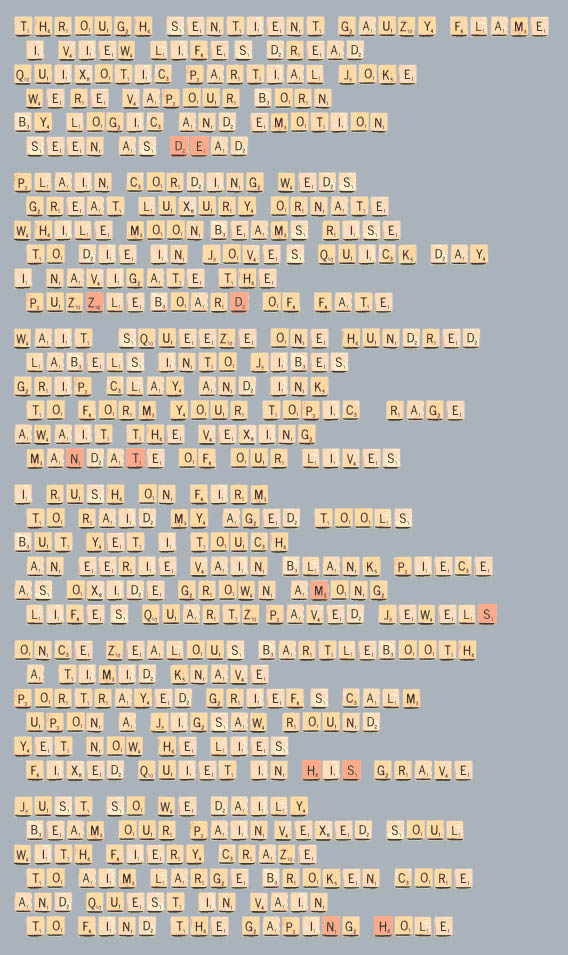 THROUGH SENTIENT GAUZY FLAME
I VIEW LIFES DREAD
QUIXOTIC PARTIAL JOKE
WERE VAPOUR BORN
BY LOGIC AND EMOTION
SEEN AS DEAD
PLAIN CORDING WEDS
GREAT LUXURY ORNATE
WHILE MOON BEAMS RISE
TO DIE IN JOVES QUICK DAY
I NAVIGATE THE
PUZZLE BOARD OF FATE
WAIT SQUEEZE ONE HUNDRED
LABELS INTO JIBES
GRIP CLAY AND INK
TO FORM YOUR TOPIC RAGE
AWAIT THE VEXING
MANDATE OF OUR LIVES
I RUSH ON FIRM
TO RAID MY AGED TOOLS
BUT YET I TOUCH
AN EERIE VAIN BLANK PIECE
AS OXIDE GROWN AMONG
LIFES QUARTZ PAVED JEWELS
ONCE ZEALOUS BARTLEBOOTH
A TIMID KNAVE
PORTRAYED GRIEFS CALM
UPON A JIGSAW ROUND
YET NOW HE LIES
FIXED QUIET IN HIS GRAVE
JUST SO WE DAILY
BEAM OUR PAIN VEXED SOUL
WITH FIERY CRAZE
TO AIM LARGE BROKEN CORE
AND QUEST IN VAIN
TO FIND THE GAPING HOLE